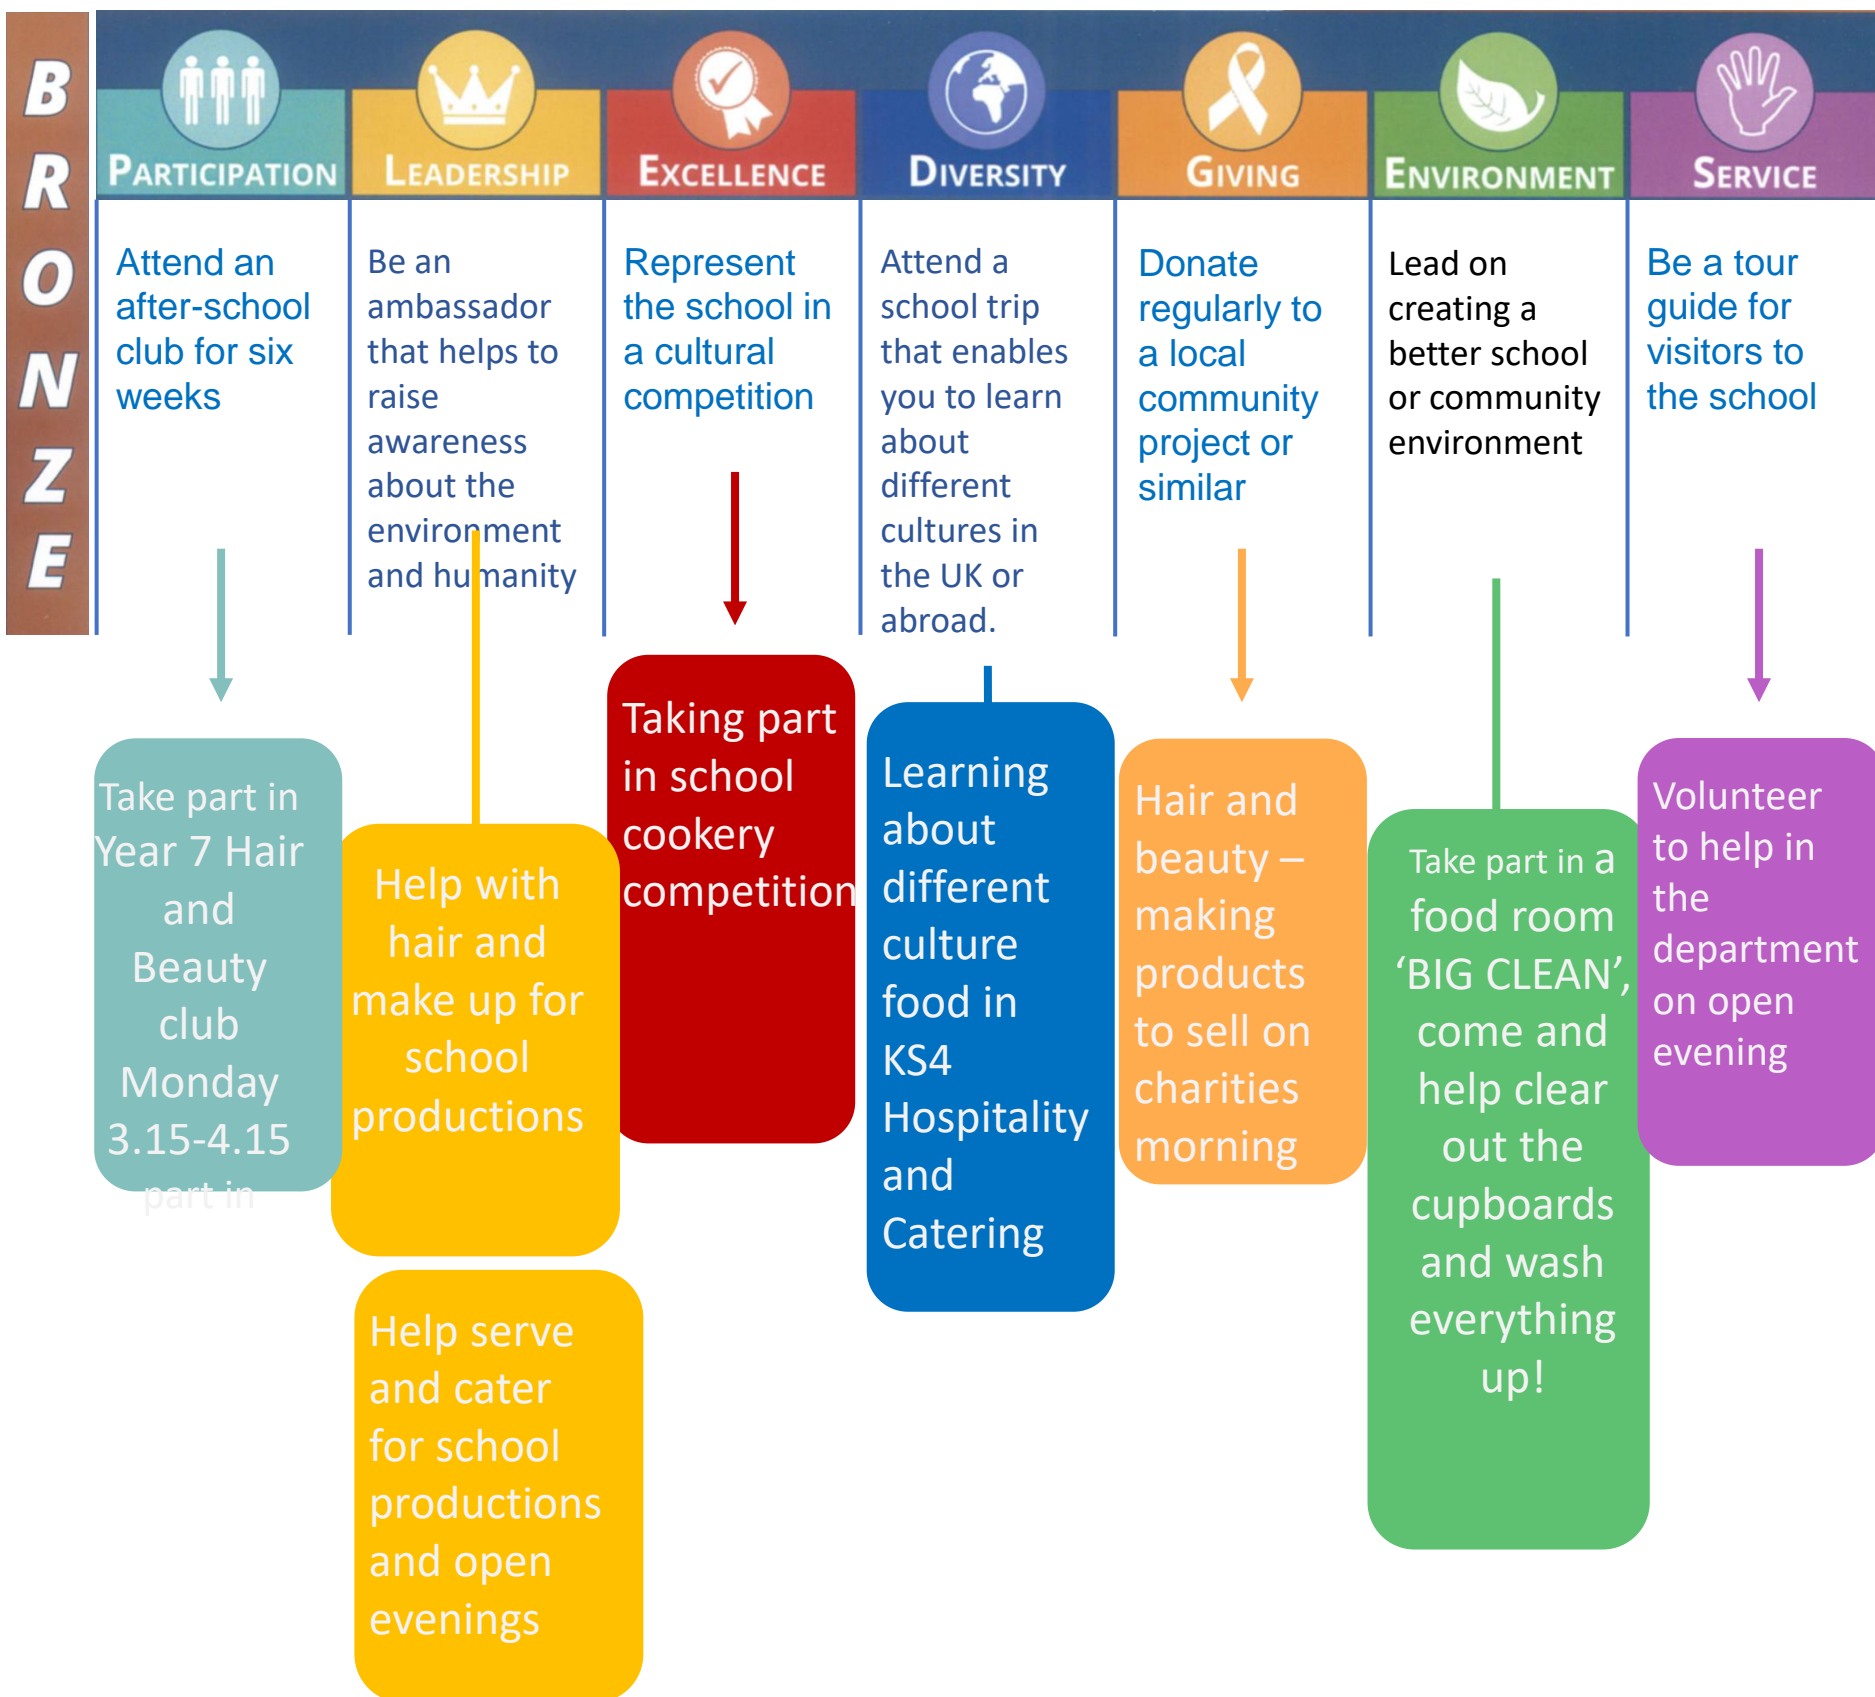 BRONZE
PARTICIPATION
LEADERSHIP
EXCELLENCE
DIVERSITY
GIVING
ENVIRONMENT
SERVICE
Attend an
after-school
club for six
weeks
Be an
ambassador
that helps to
raise
awareness
about the
environment
and humanity
Represent
the school in
a cultural
competition
Attend a
school trip
that enables
you to learn
about
different
cultures in
the UK or
abroad.
Donate
regularly to
a local
community
project or
similar
Lead on
creating a
better school
or community
environment
Be a tour
guide for
visitors to
the school
Take part in
Year 7 Hair
and
Beauty
club
Monday
3.15-4.15
part in
Help with
hair and
make up for
school
productions
Help serve
and cater
for school
productions
and open
evenings
Taking part
in school
cookery
competition
Learning
about
different
culture
food in
KS4
Hospitality
and
Catering
Hair and
beauty –
making
products
to sell on
charities
morning
Take part in a
food room
‘BIG CLEAN’,
come and
help clear
out the
cupboards
and wash
everything
up!
Volunteer
to help in
the
department
on open
evening